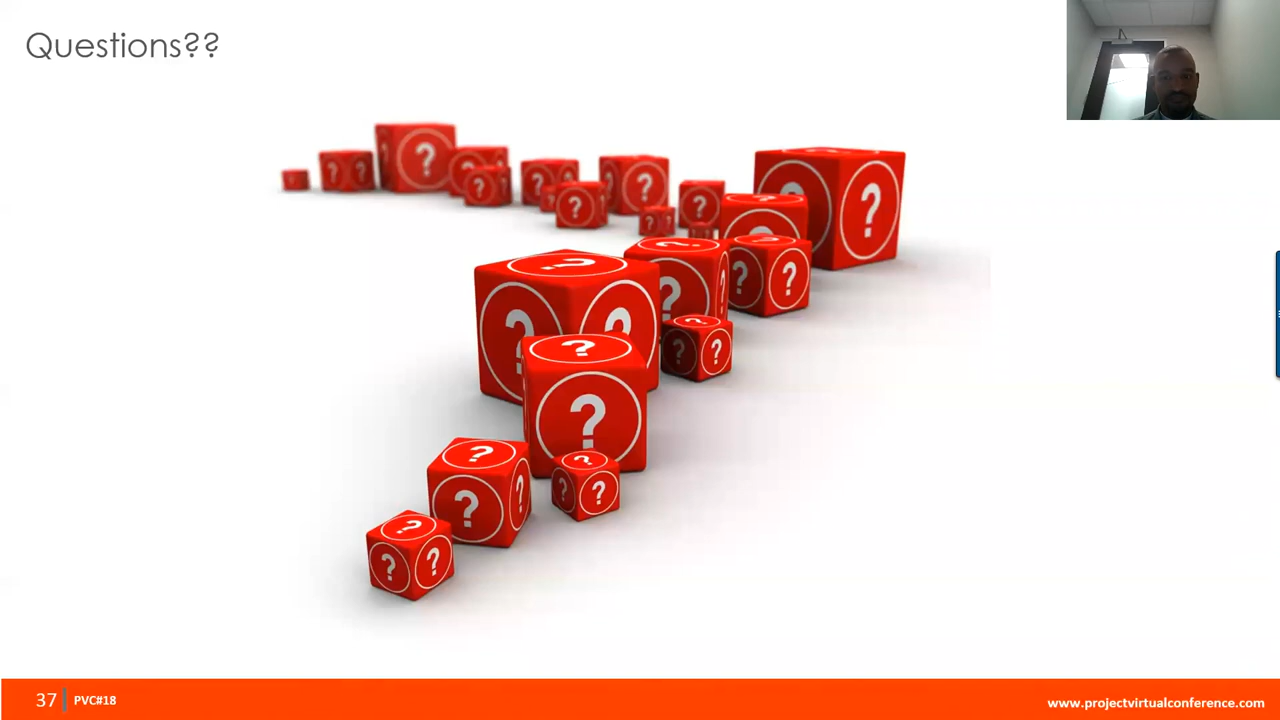 Questions??
? ? ? ? ? ? ? ? ? ? ? ? ? ? ? ? ? ? ? ? ? ? ? ? ? ? ? ? ? ? ?
37 PVC#18
www.projectvirtualconference.com